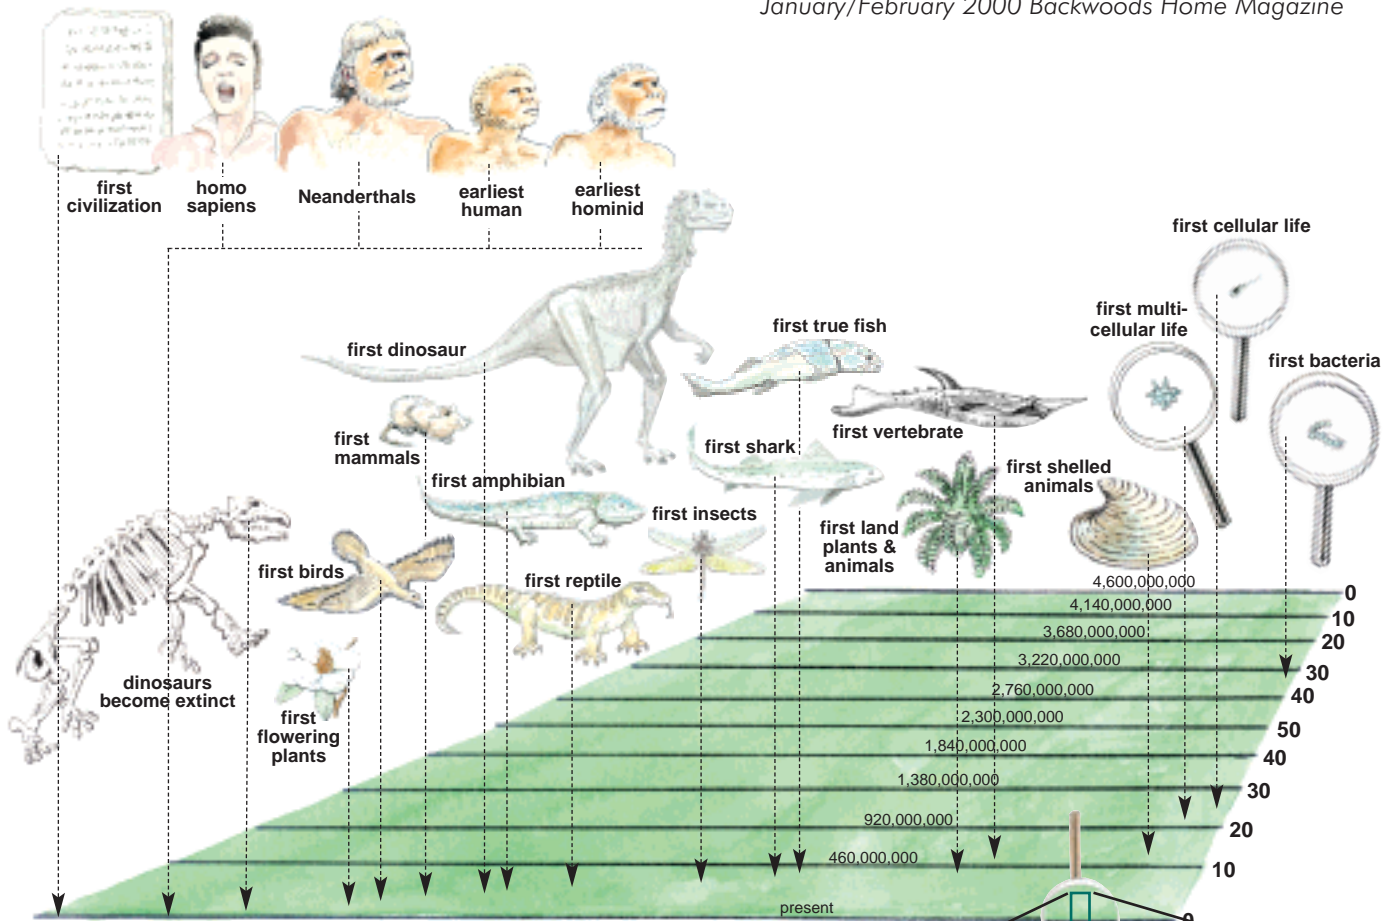 January/February 2000 Backwoods Home Magazine
first
civilization
homo
sapiens
Neanderthals
earliest
human
earliest
hominid
first cellular life
first multi-
cellular life
first bacteria
first true fish
first dinosaur
first
mammals
first vertebrate
first shark
first shelled
animals
first amphibian
first insects
first land
plants &
animals
first birds
first reptile
dinosaurs
become extinct
first
flowering
plants
4,600,000,000 0
4,140,000,000 10
3,680,000,000 20
3,220,000,000 30
2,760,000,000 40
2,300,000,000 50
1,840,000,000 40
1,380,000,000 30
920,000,000 20
460,000,000 10
present 0